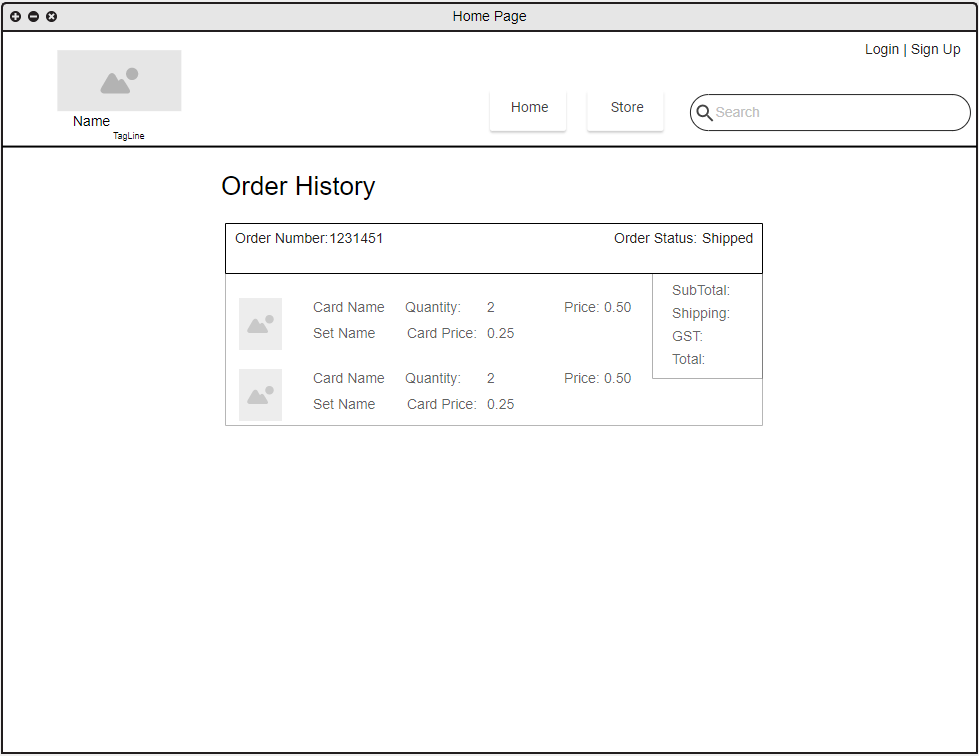 Home Page
Login | Sign Up
Name
TagLine
Home
Store
Search
Order History
Order Number:1231451
Order Status: Shipped
Card Name Quantity: 2 Price: 0.50
Set Name Card Price: 0.25
SubTotal:
Shipping:
GST:
Total:
Card Name Quantity: 2 Price: 0.50
Set Name Card Price: 0.25